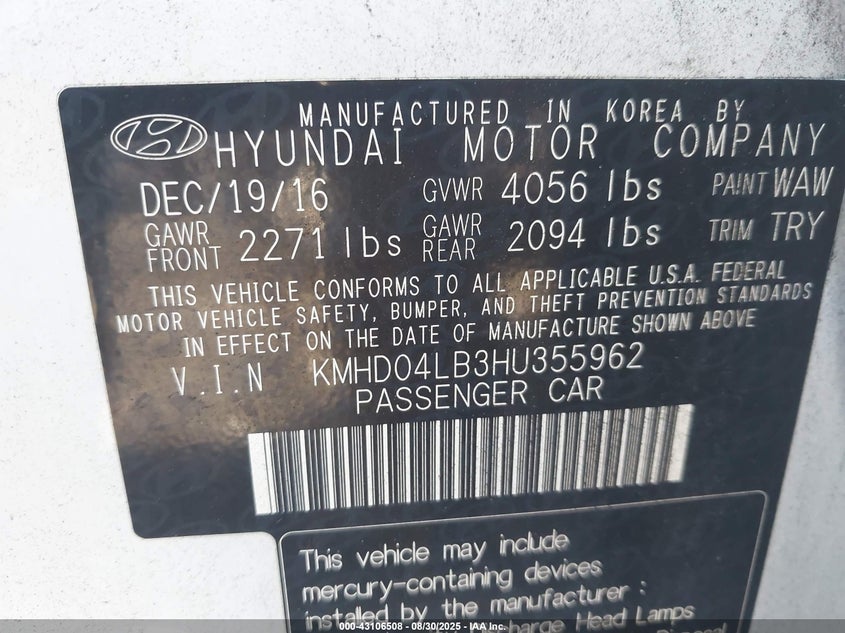 MANUFACTURED IN KOREA BY
HYUNDAI MOTOR COMPANY
DEC/19/16 GVWR 4056 lbs PAINT WAW
GAWR FRONT 2271 lbs GAWR REAR 2094 lbs TRIM TRY
THIS VEHICLE CONFORMS TO ALL APPLICABLE U.S.A. FEDERAL
MOTOR VEHICLE SAFETY, BUMPER, AND THEFT PREVENTION STANDARDS
IN EFFECT ON THE DATE OF MANUFACTURE SHOWN ABOVE
V.I.N KMHD04LB3HU355962
PASSENGER CAR
This vehicle may include
mercury-containing devices
installed by the manufacturer :
Head Lamps
000-43106508 - 08/30/2025 - IAA Inc.